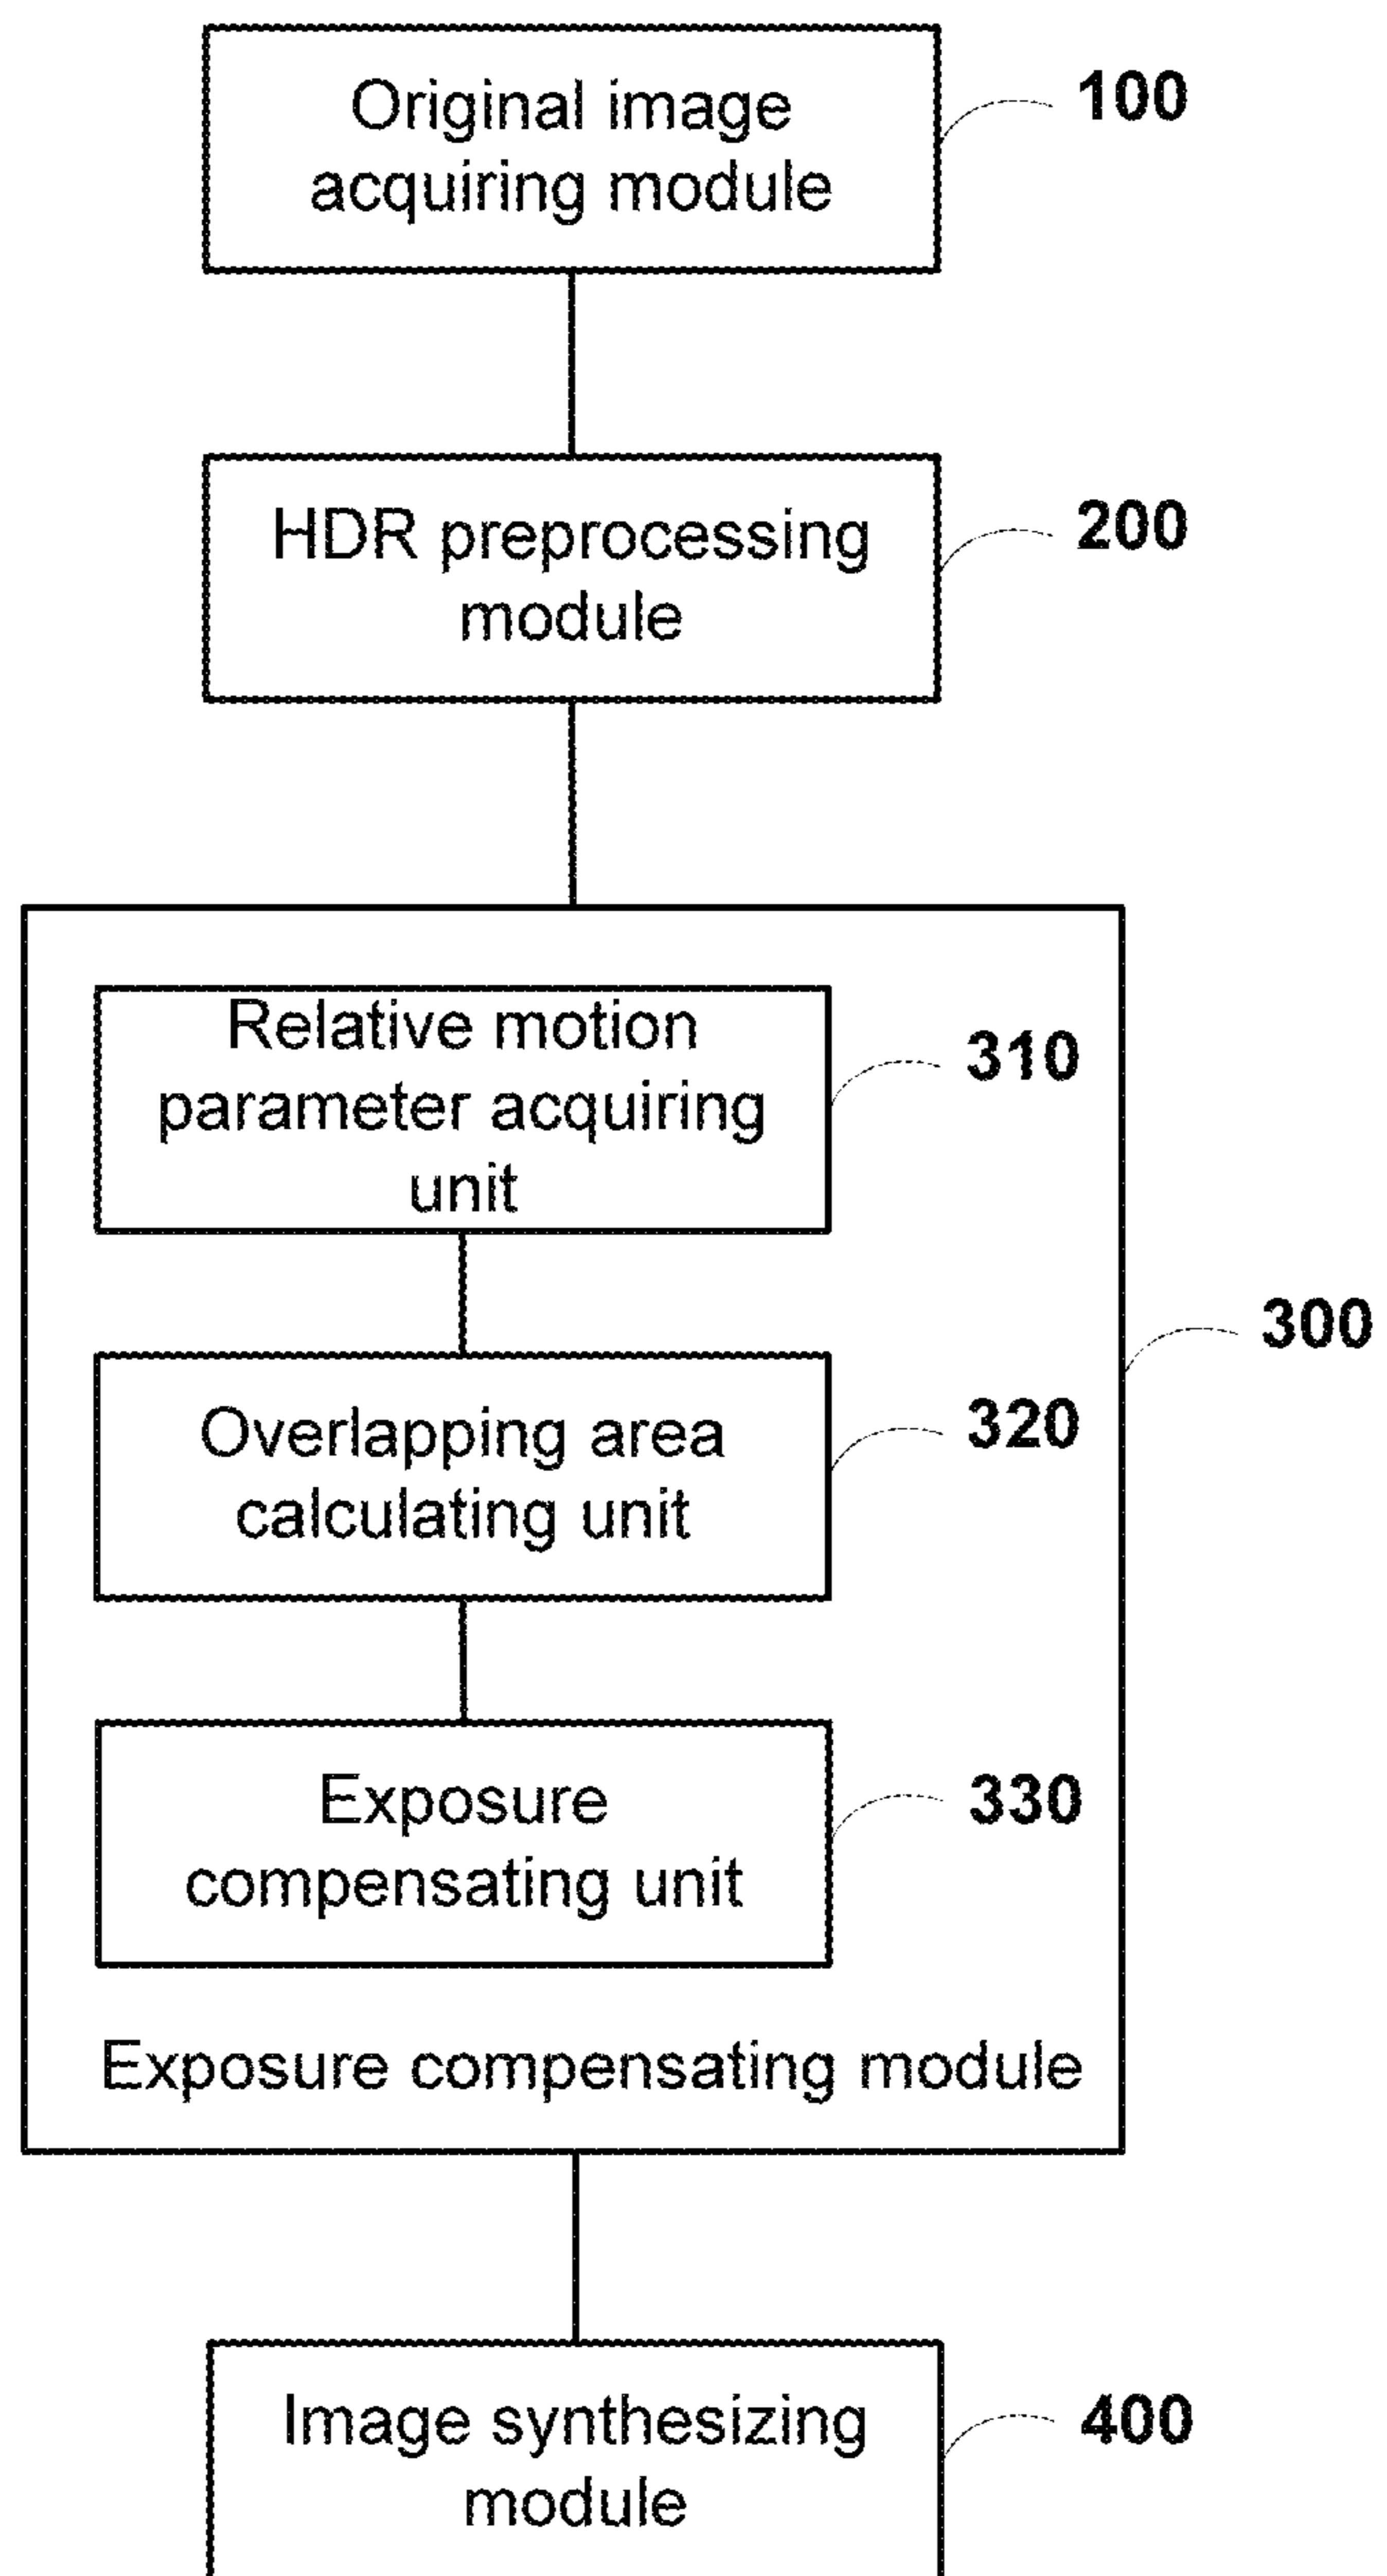 Original image
acquiring module
100
HDR preprocessing
module
200
Relative motion
parameter acquiring
unit
310
300
Overlapping area
calculating unit
320
Exposure
compensating unit
330
Exposure compensating module
Image synthesizing
module
400